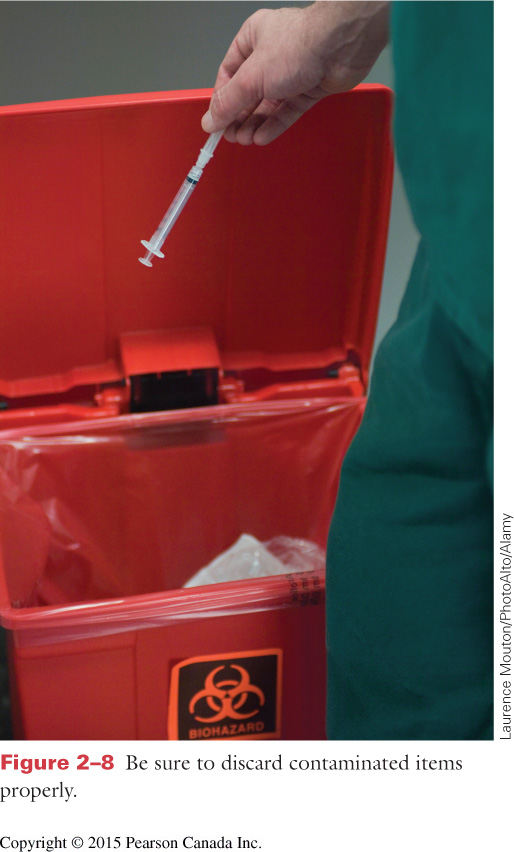 BIOHAZARD
Laurence Mouton/PhotoAlto/Alamy
Figure 2–8 Be sure to discard contaminated items
properly.
Copyright © 2015 Pearson Canada Inc.